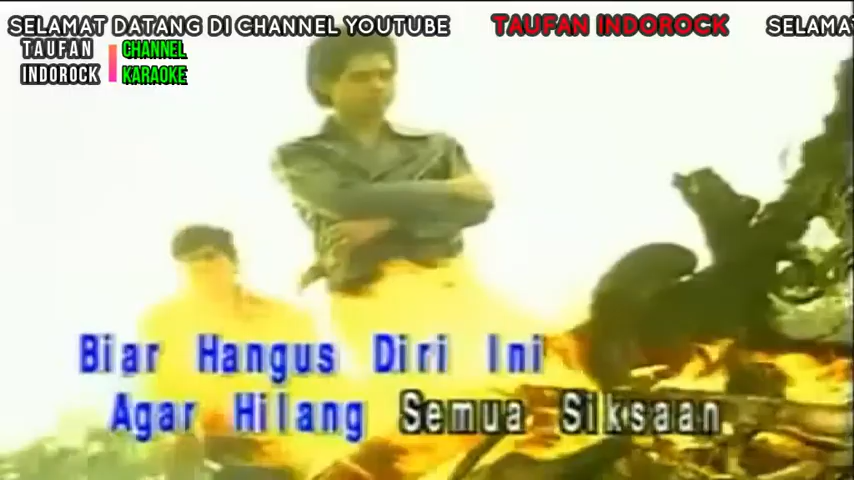 SELAMAT DATANG DI CHANNEL YOUTUBE TAUFAN INDOROCK SELAMAT
TAUFAN INDOROCK
CHANNEL KARAOKE
Biar Hangus Diri Ini
Agar Hilang Semua Siksaan